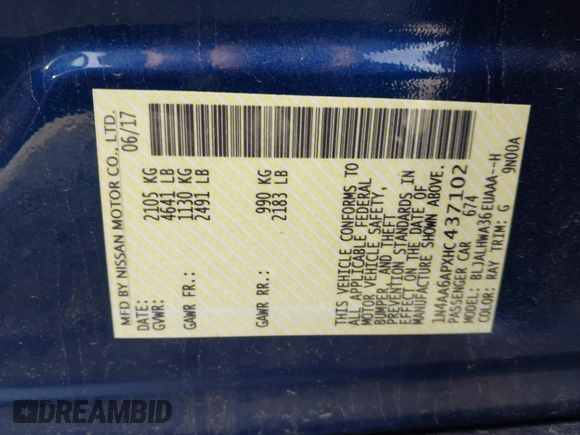 MFD BY NISSAN MOTOR CO., LTD.
DATE: 06/17
GVWR: 2105 KG
4641 LB
GAWR FR.: 1130 KG
2491 LB
GAWR RR.: 990 KG
2183 LB
THIS VEHICLE CONFORMS TO
ALL APPLICABLE FEDERAL
MOTOR VEHICLE SAFETY,
BUMPER, AND THEFT
PREVENTION STANDARDS IN
EFFECT ON THE DATE OF
MANUFACTURE SHOWN ABOVE.
1N4AA6APXHC437102
PASSENGER CAR 674
MODEL: BLJALHWA36EUAAA--H
COLOR: RAY TRIM: G 9N00A
DREAMBID